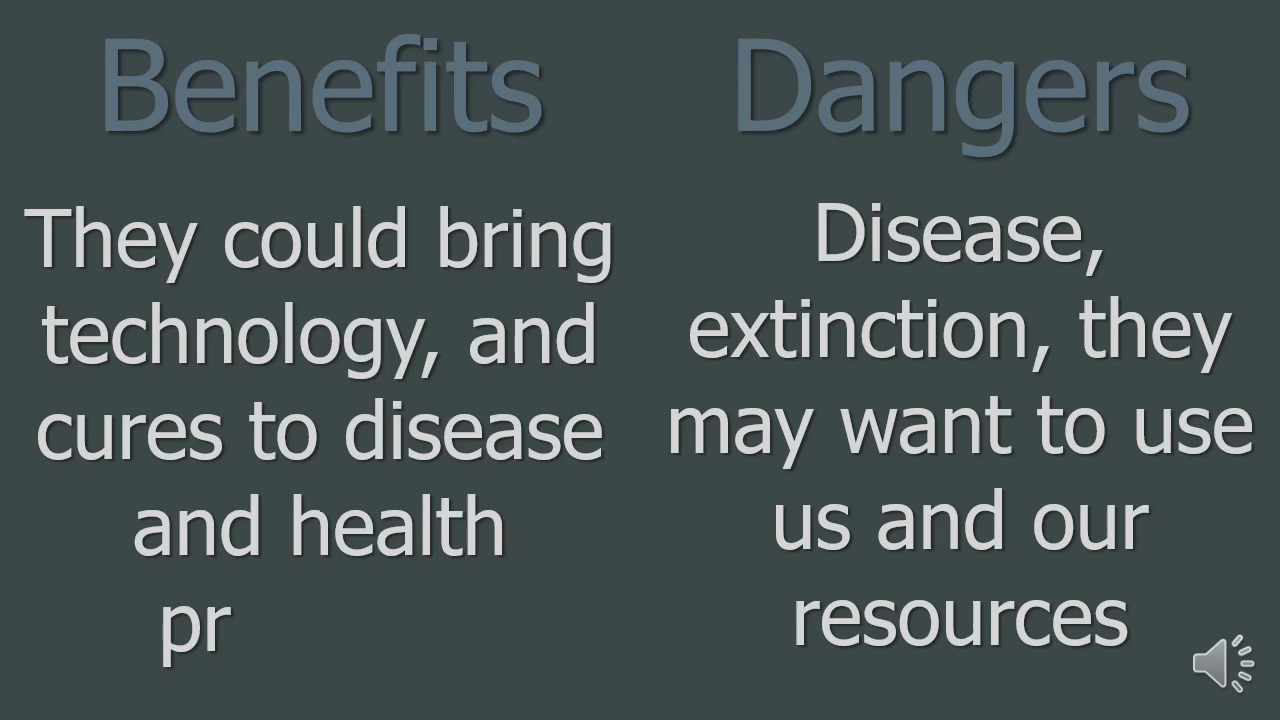 Benefits
They could bring
technology, and
cures to disease
and health
pr
Dangers
Disease,
extinction, they
may want to use
us and our
resources